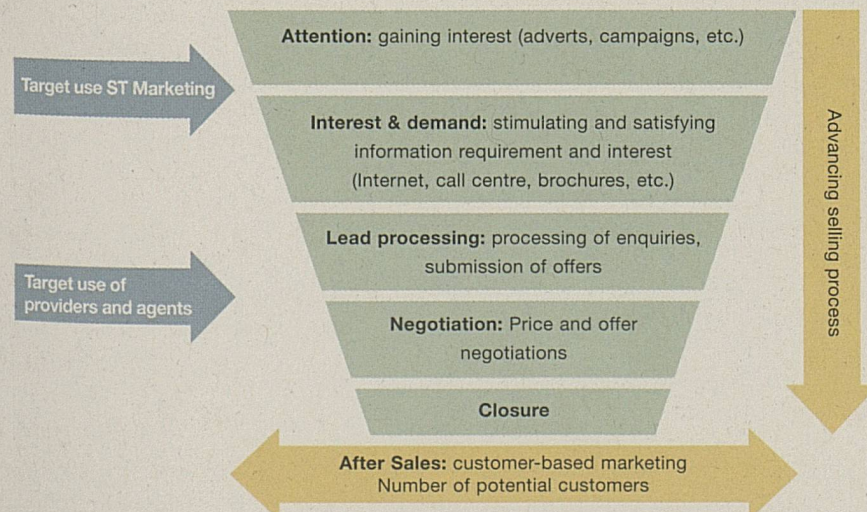 Attention: gaining interest (adverts, campaigns, etc.)
Target use ST Marketing
Interest & demand: stimulating and satisfying
information requirement and interest
(Internet, call centre, brochures, etc.)
Lead processing: processing of enquiries,
submission of offers
Target use of
providers and agents
Negotiation: Price and offer
negotiations
Closure
After Sales: customer-based marketing
Number of potential customers
Advancing selling process